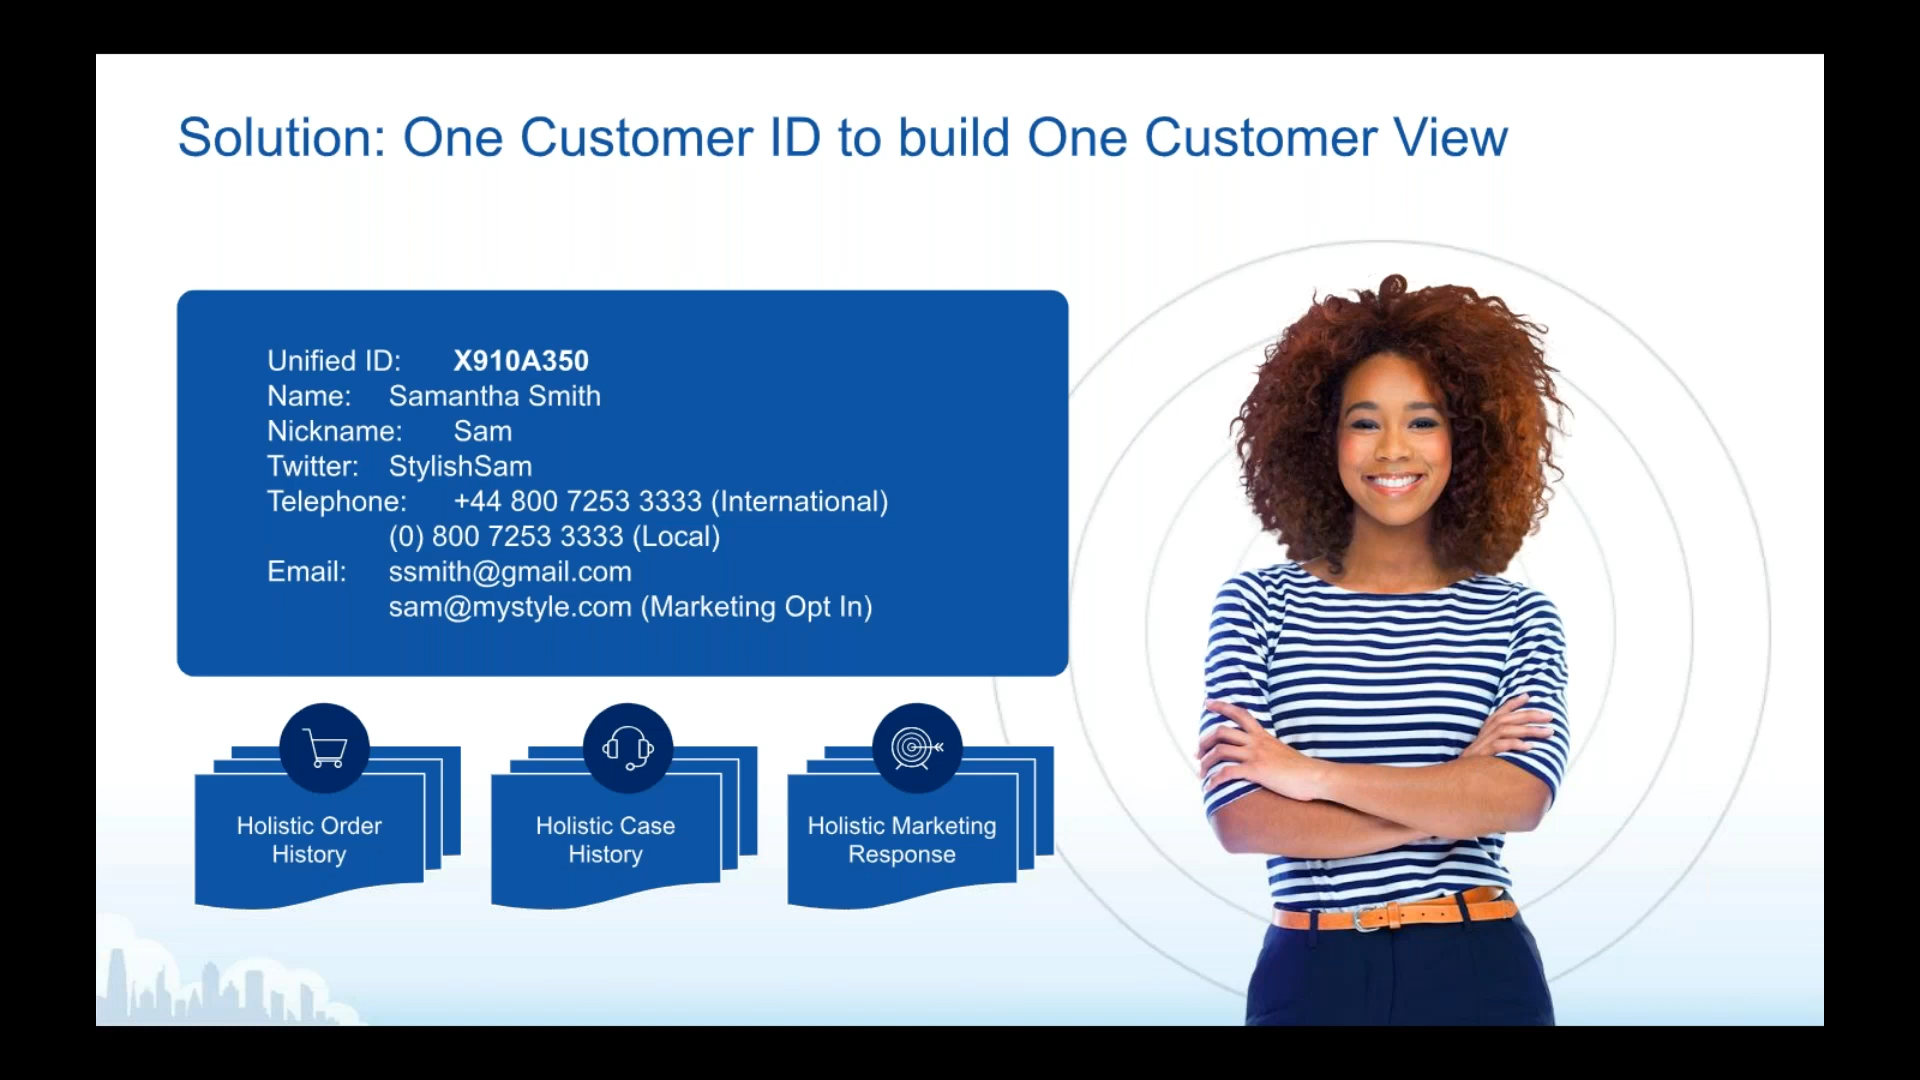 Solution: One Customer ID to build One Customer View
Unified ID: X910A350
Name: Samantha Smith
Nickname: Sam
Twitter: StylishSam
Telephone: +44 800 7253 3333 (International)
(0) 800 7253 3333 (Local)
Email: ssmith@gmail.com
sam@mystyle.com (Marketing Opt In)
Holistic Order
History
Holistic Case
History
Holistic Marketing
Response